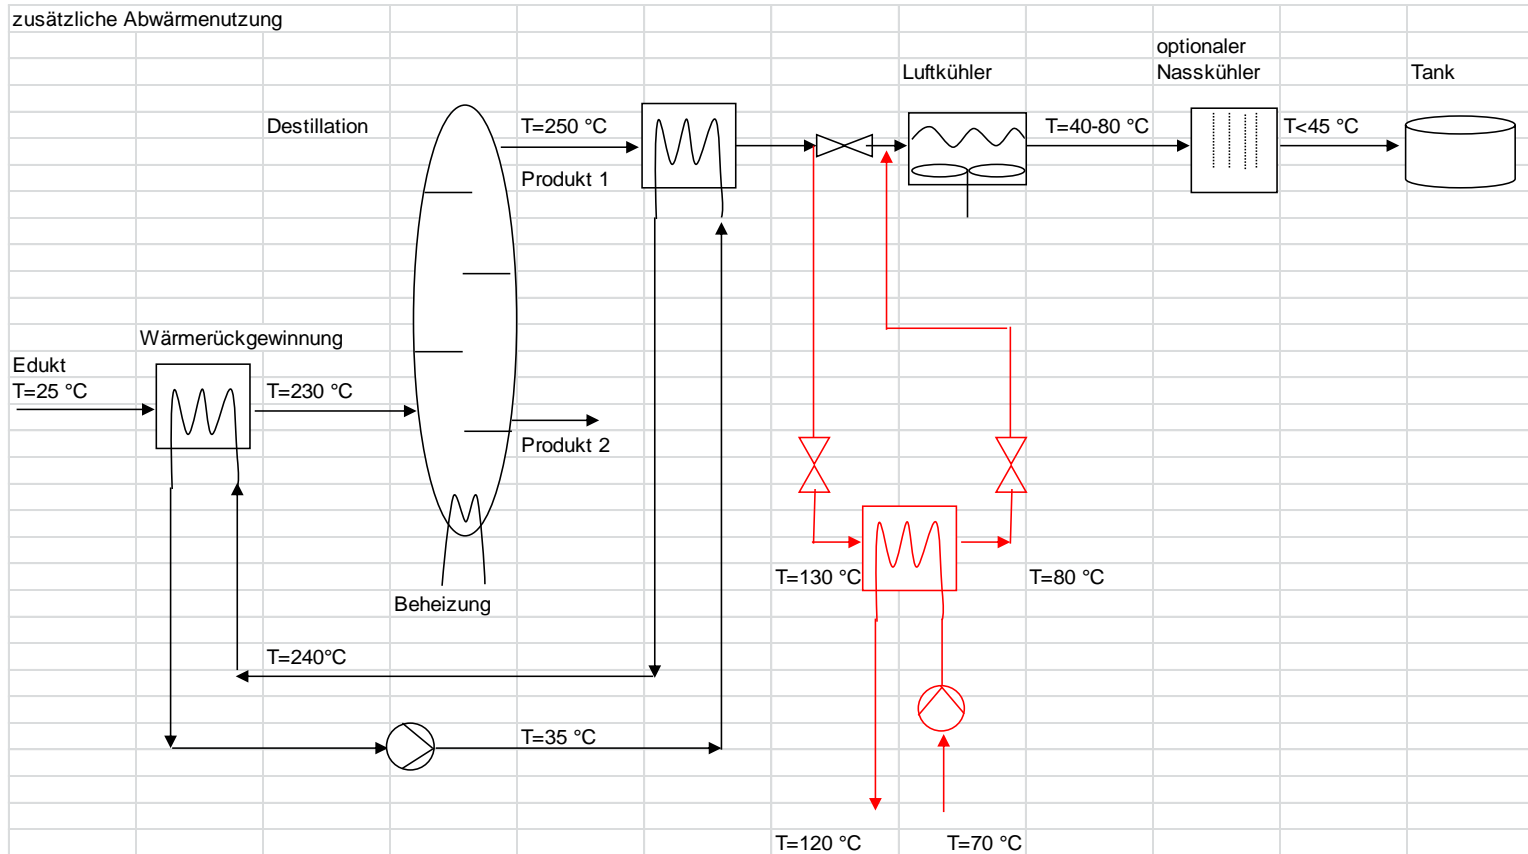 zusätzliche Abwärmenutzung
optionaler
Luftkühler
Nasskühler
Tank
Destillation
T=250 °C
T=40-80 °C
T<45 °C
Produkt 1
Wärmerückgewinnung
Edukt
T=25 °C
T=230 °C
Produkt 2
T=130 °C
T=80 °C
Beheizung
T=240°C
T=35 °C
T=120 °C
T=70 °C